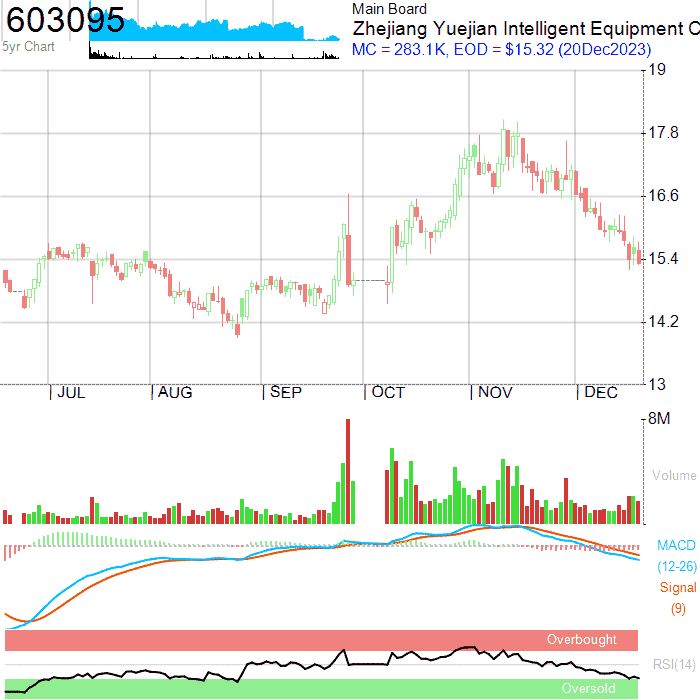 603095
5yr Chart
Main Board
Zhejiang Yuejian Intelligent Equipment C
MC = 283.1K, EOD = $15.32 (20Dec2023)
19
17.8
16.6
15.4
14.2
13
JUL
AUG
SEP
OCT
NOV
DEC
8M
Volume
MACD
(12-26)
Signal
(9)
Overbought
RSI(14)
Oversold